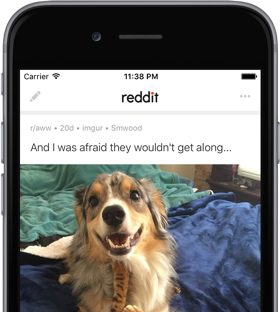 Carrier 11:38 PM
reddit
r/aww • 20d • imgur • Smwood
And I was afraid they wouldn't get along...